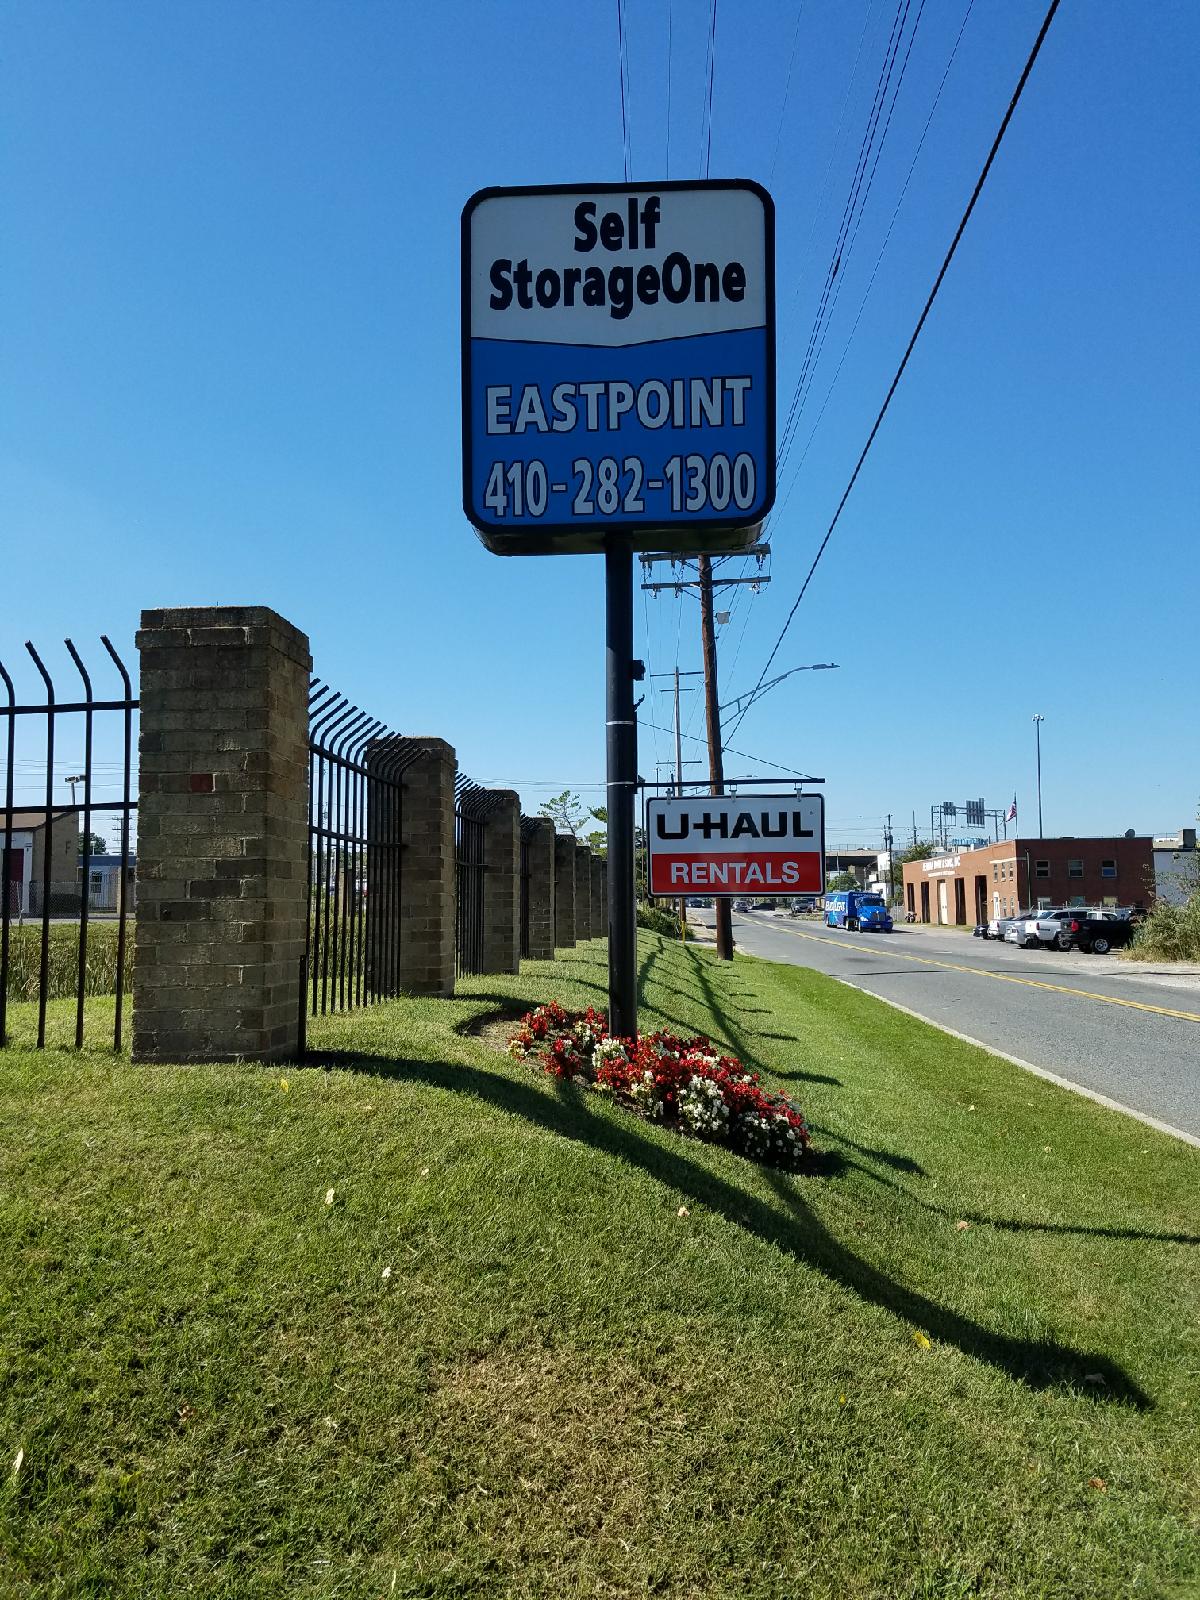 Self
StorageOne
EASTPOINT
410-282-1300
U-HAUL
RENTALS